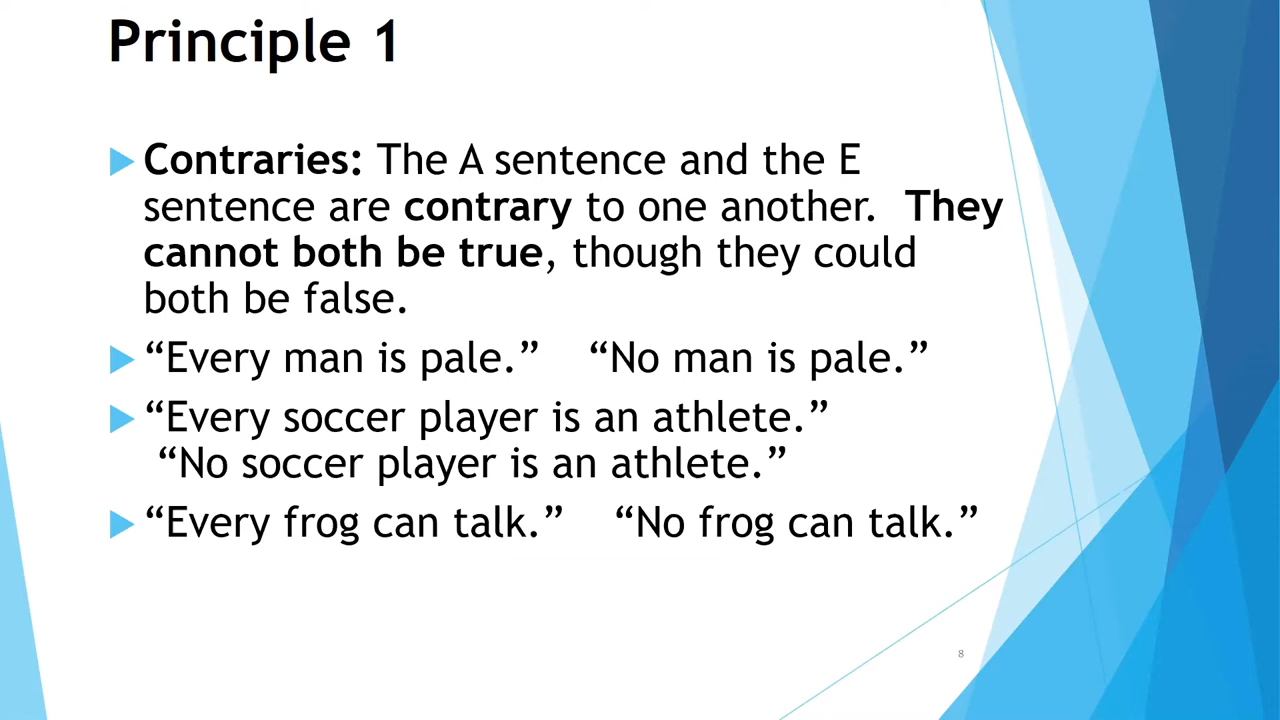 Principle 1
Contraries: The A sentence and the E
sentence are contrary to one another.  They
cannot both be true, though they could
both be false.
“Every man is pale.”    “No man is pale.”
“Every soccer player is an athlete.”
“No soccer player is an athlete.”
“Every frog can talk.”    “No frog can talk.”
8